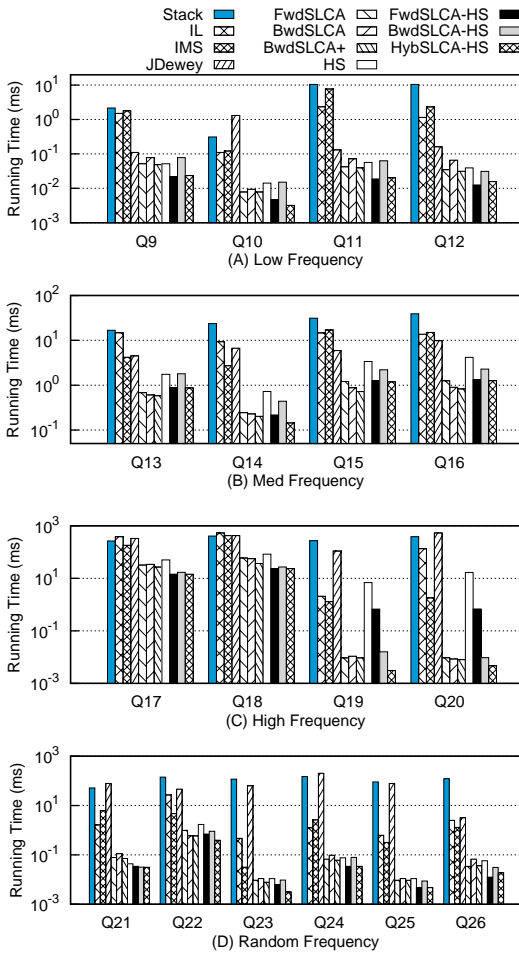 Stack FwdSLCA FwdSLCA-HS
IL BwdSLCA BwdSLCA-HS
IMS BwdSLCA+ HybSLCA-HS
JDewey HS
Running Time (ms)
10^1
10^0
10^-1
10^-2
10^-3
Q9 Q10 Q11 Q12
(A) Low Frequency
Running Time (ms)
10^2
10^1
10^0
10^-1
Q13 Q14 Q15 Q16
(B) Med Frequency
Running Time (ms)
10^3
10^1
10^-1
10^-3
Q17 Q18 Q19 Q20
(C) High Frequency
Running Time (ms)
10^3
10^1
10^-1
10^-3
Q21 Q22 Q23 Q24 Q25 Q26
(D) Random Frequency